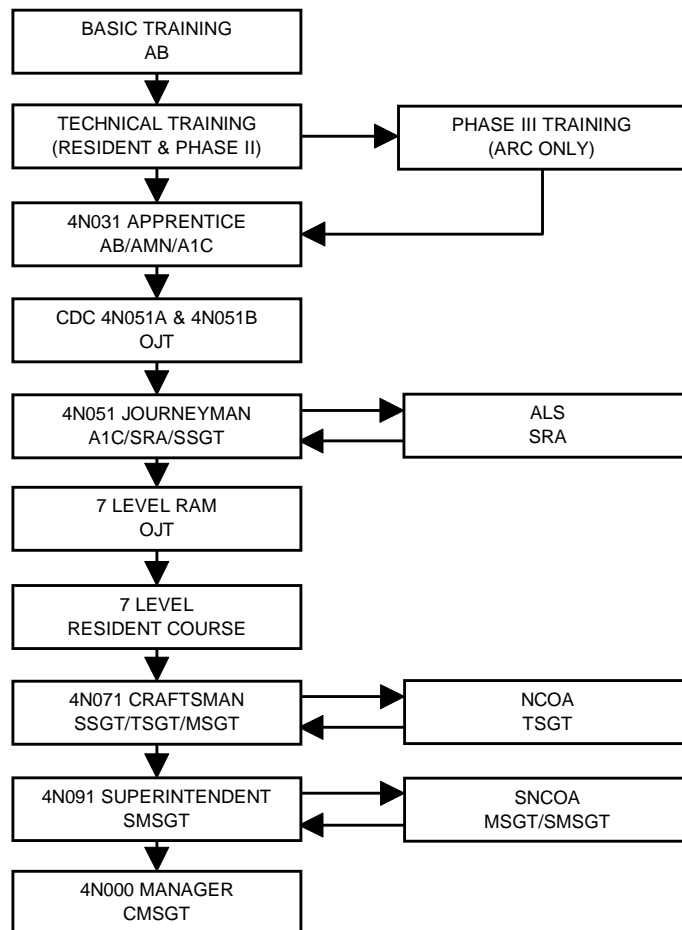 BASIC TRAINING
AB
TECHNICAL TRAINING
(RESIDENT & PHASE II)
PHASE III TRAINING
(ARC ONLY)
4N031 APPRENTICE
AB/AMN/A1C
CDC 4N051A & 4N051B
OJT
4N051 JOURNEYMAN
A1C/SRA/SSGT
ALS
SRA
7 LEVEL RAM
OJT
7 LEVEL
RESIDENT COURSE
4N071 CRAFTSMAN
SSGT/TSGT/MSGT
NCOA
TSGT
4N091 SUPERINTENDENT
SMSGT
SNCOA
MSGT/SMSGT
4N000 MANAGER
CMSGT